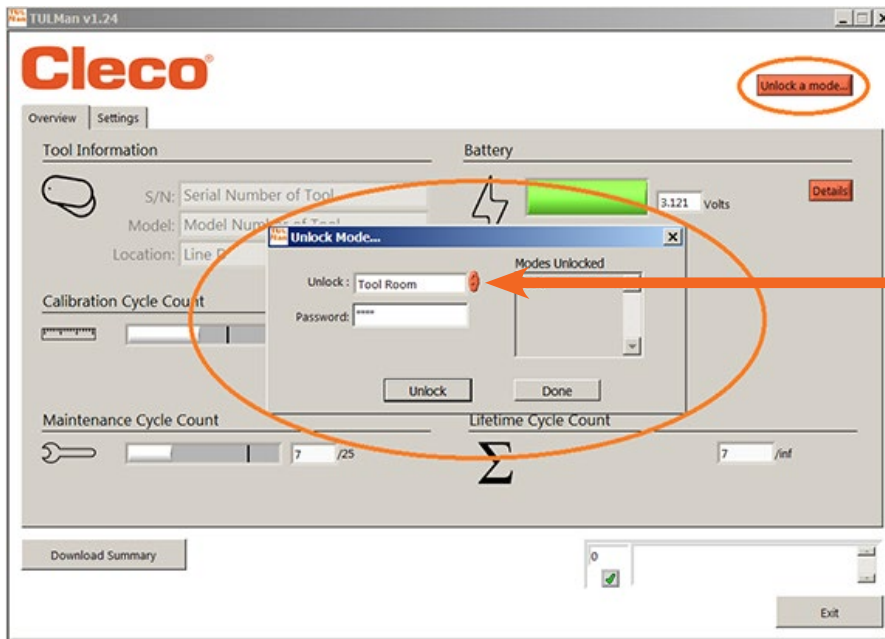 TULMan v1.24
Cleco®
Unlock a mode...
Overview
Settings
Tool Information
S/N: Serial Number of Tool
Model: Model Number of Tool
Location: Line
Battery
3.121 Volts
Details
TUL Man Unlock Mode...
Unlock : Tool Room
Password: ****
Modes Unlocked
Unlock
Done
Calibration Cycle Count
Maintenance Cycle Count
7 /25
Lifetime Cycle Count
Σ
7 /inf
Download Summary
0
Exit